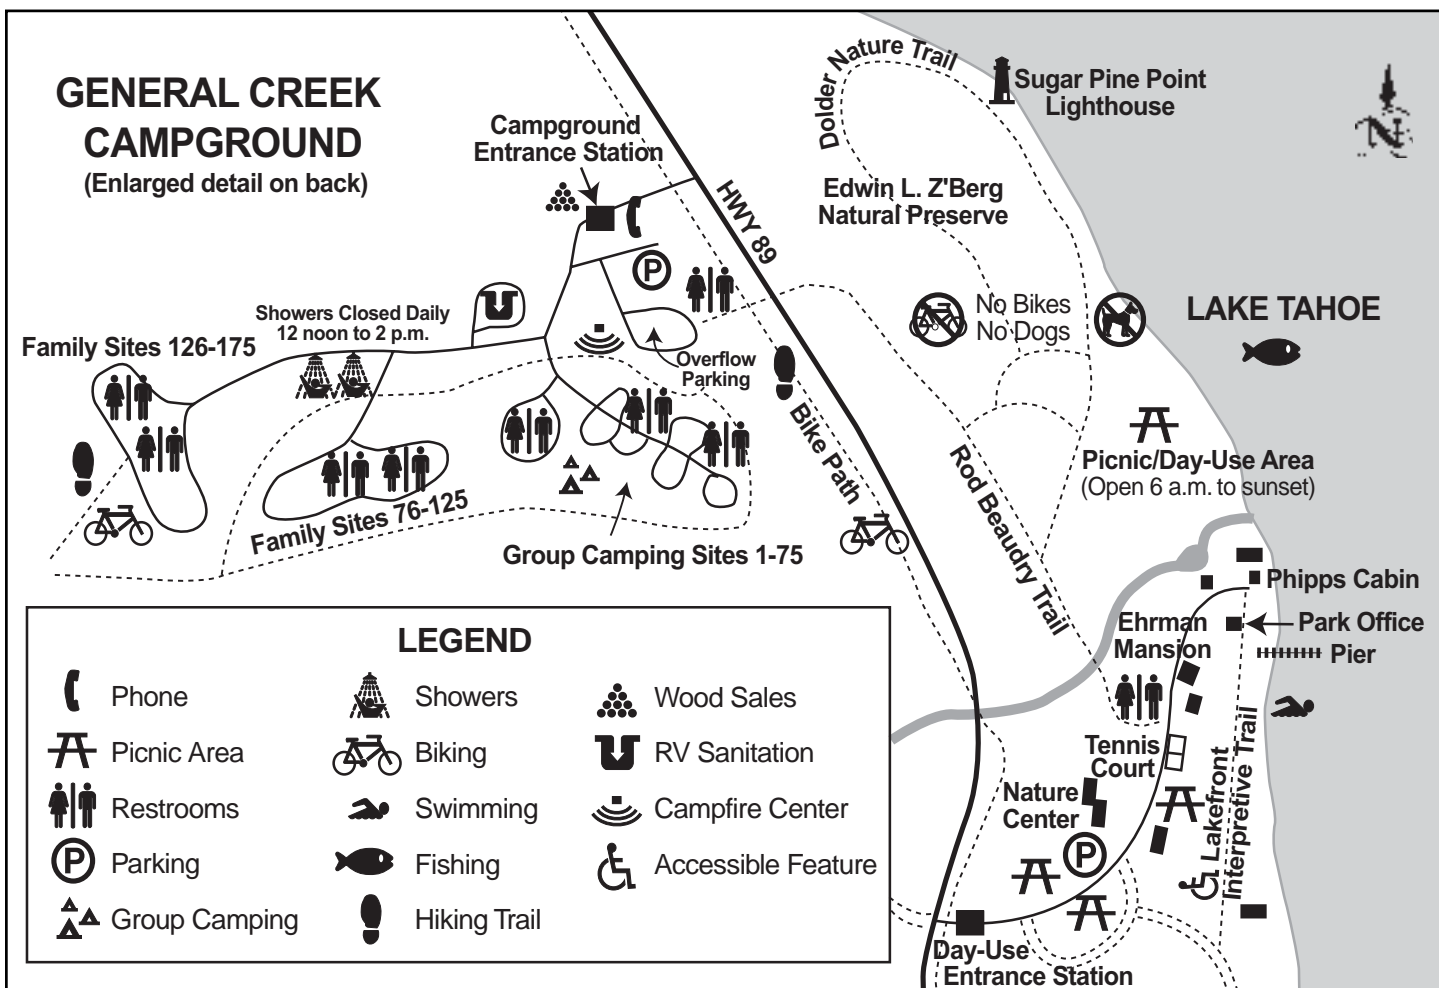 GENERAL CREEK
CAMPGROUND
(Enlarged detail on back)
Campground
Entrance Station
HWY 89
Dolder Nature Trail
Sugar Pine Point
Lighthouse
N
Edwin L. Z'Berg
Natural Preserve
P
No Bikes
No Dogs
LAKE TAHOE
Showers Closed Daily
12 noon to 2 p.m.
Family Sites 126-175
Overflow
Parking
Bike Path
Rod Beaudry Trail
Picnic/Day-Use Area
(Open 6 a.m. to sunset)
Family Sites 76-125
Group Camping Sites 1-75
Phipps Cabin
Park Office
Pier
Ehrman
Mansion
Tennis
Court
Nature
Center
P
Lakefront
Interpretive Trail
Day-Use
Entrance Station
LEGEND
Phone
Picnic Area
Restrooms
P Parking
Group Camping
Showers
Biking
Swimming
Fishing
Hiking Trail
Wood Sales
RV Sanitation
Campfire Center
Accessible Feature